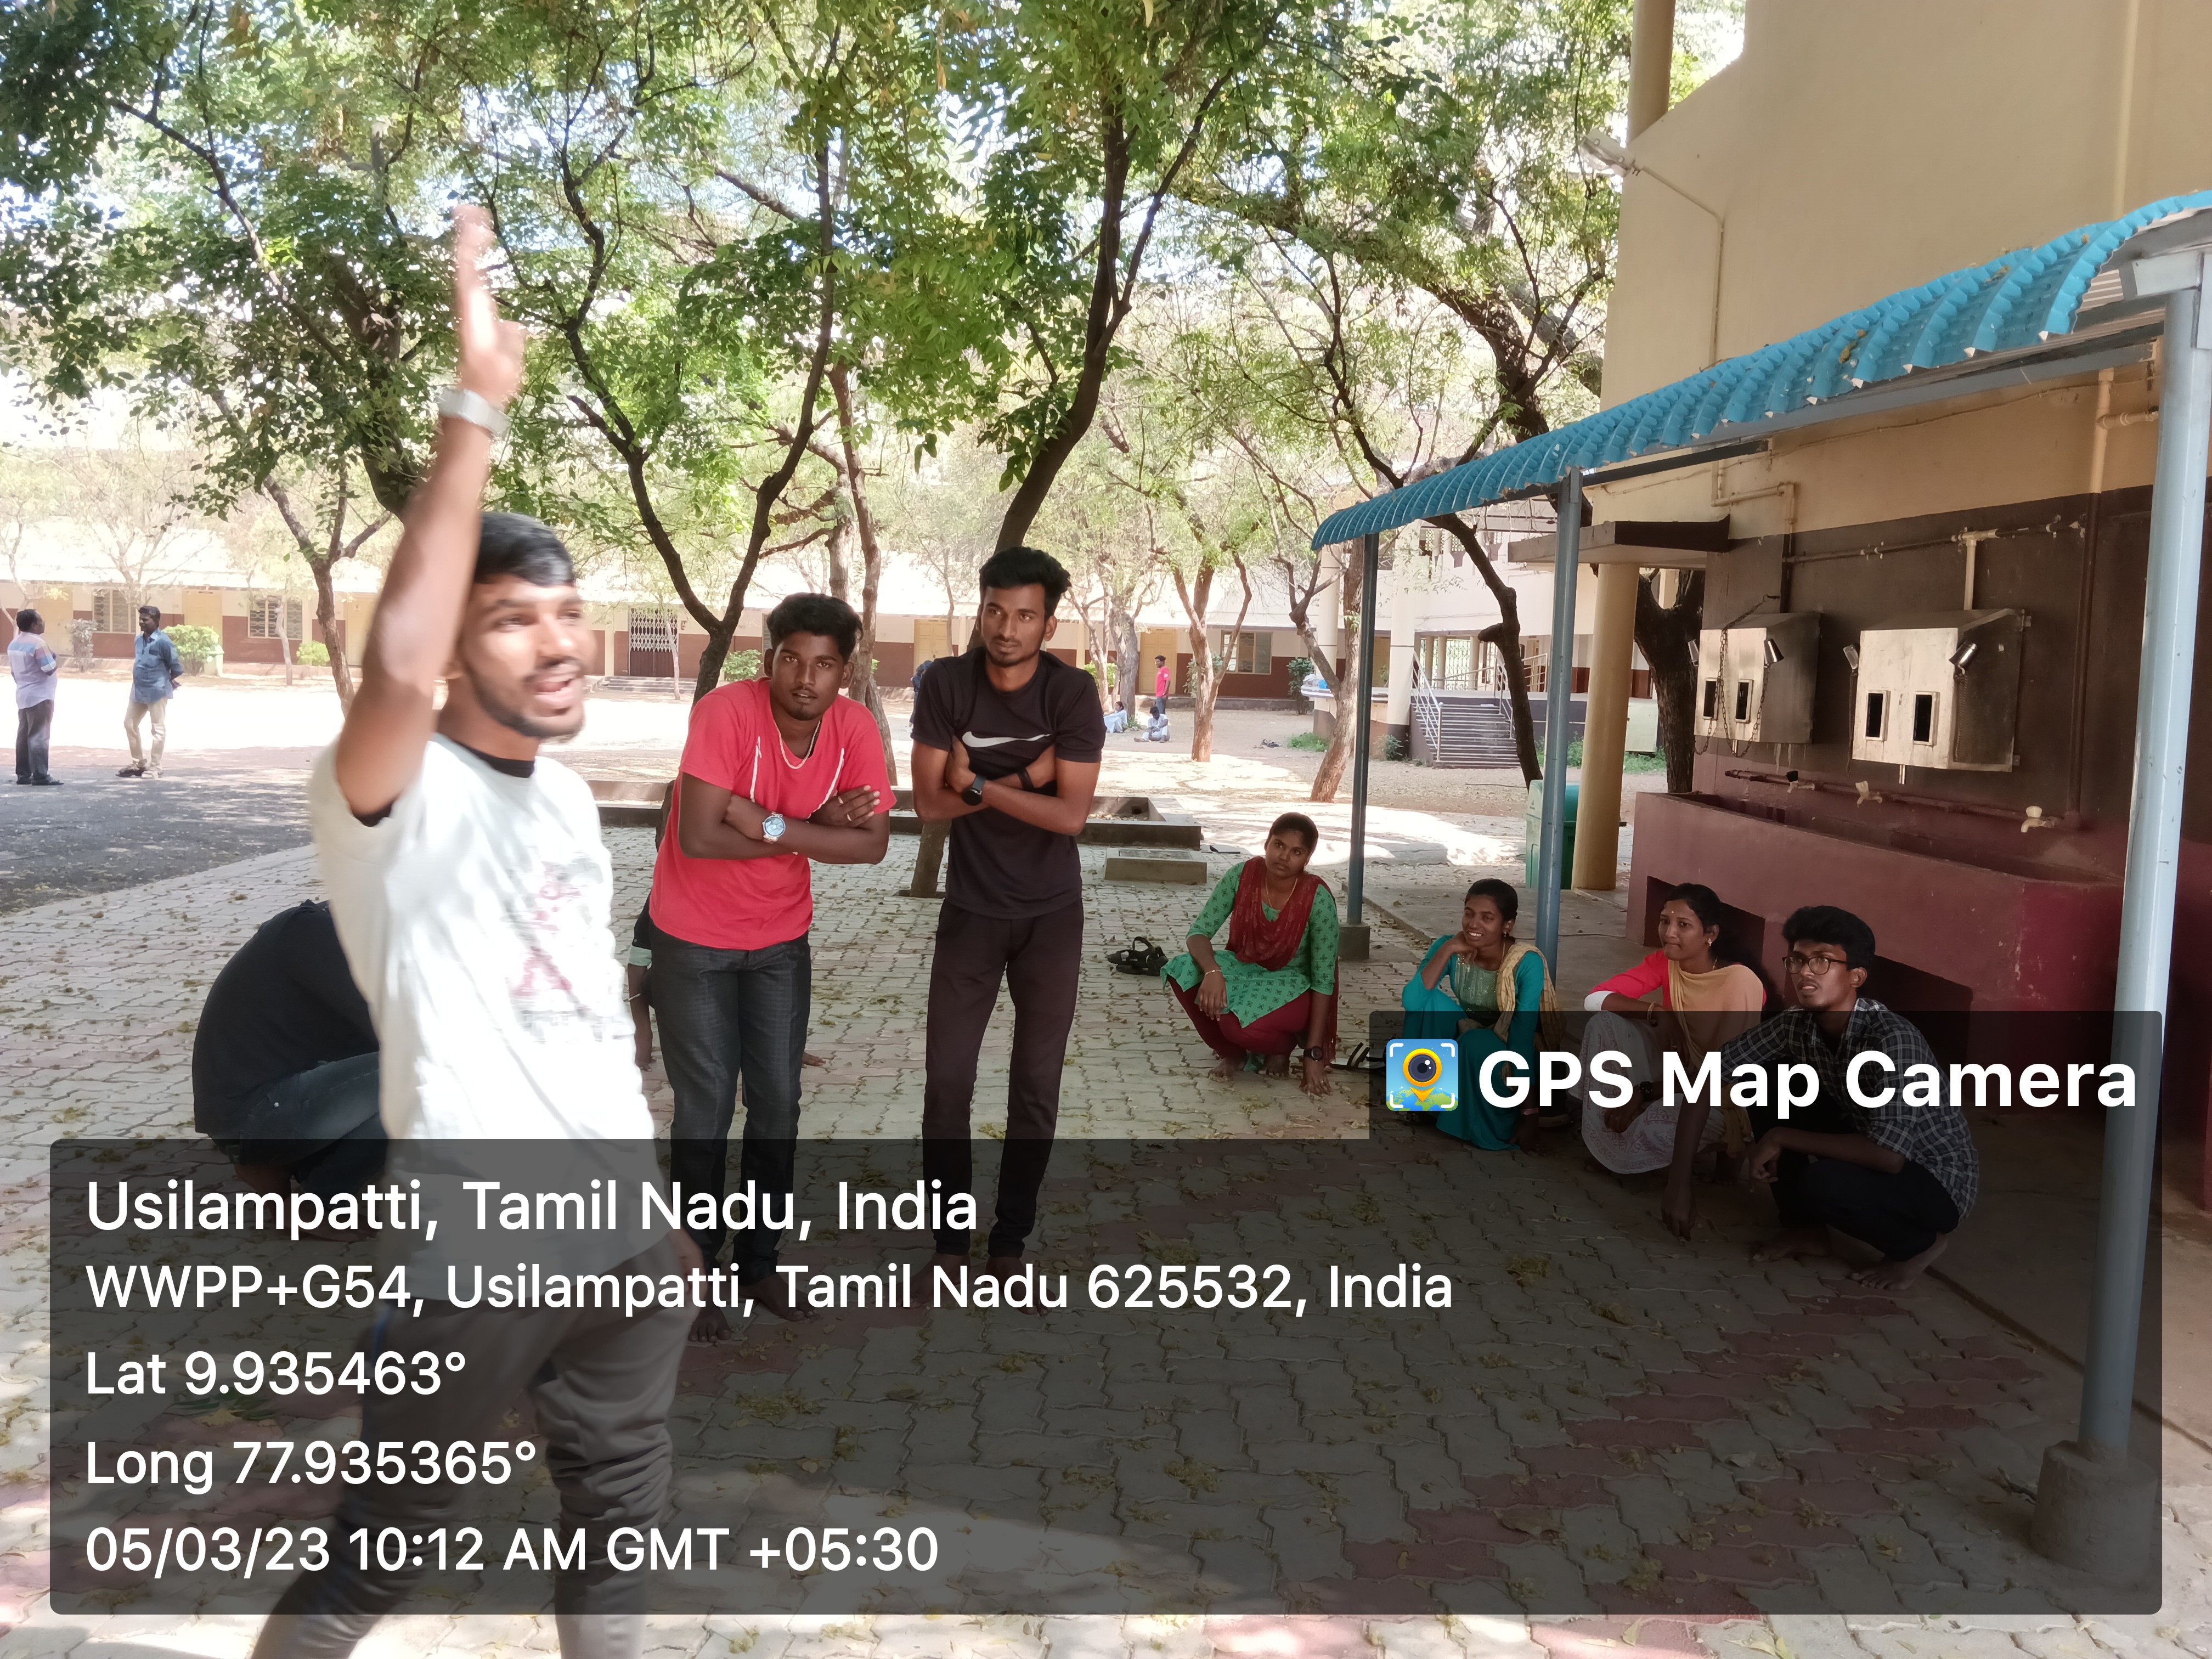 GPS Map Camera
Usilampatti, Tamil Nadu, India
WWPP+G54, Usilampatti, Tamil Nadu 625532, India
Lat 9.935463°
Long 77.935365°
05/03/23 10:12 AM GMT +05:30